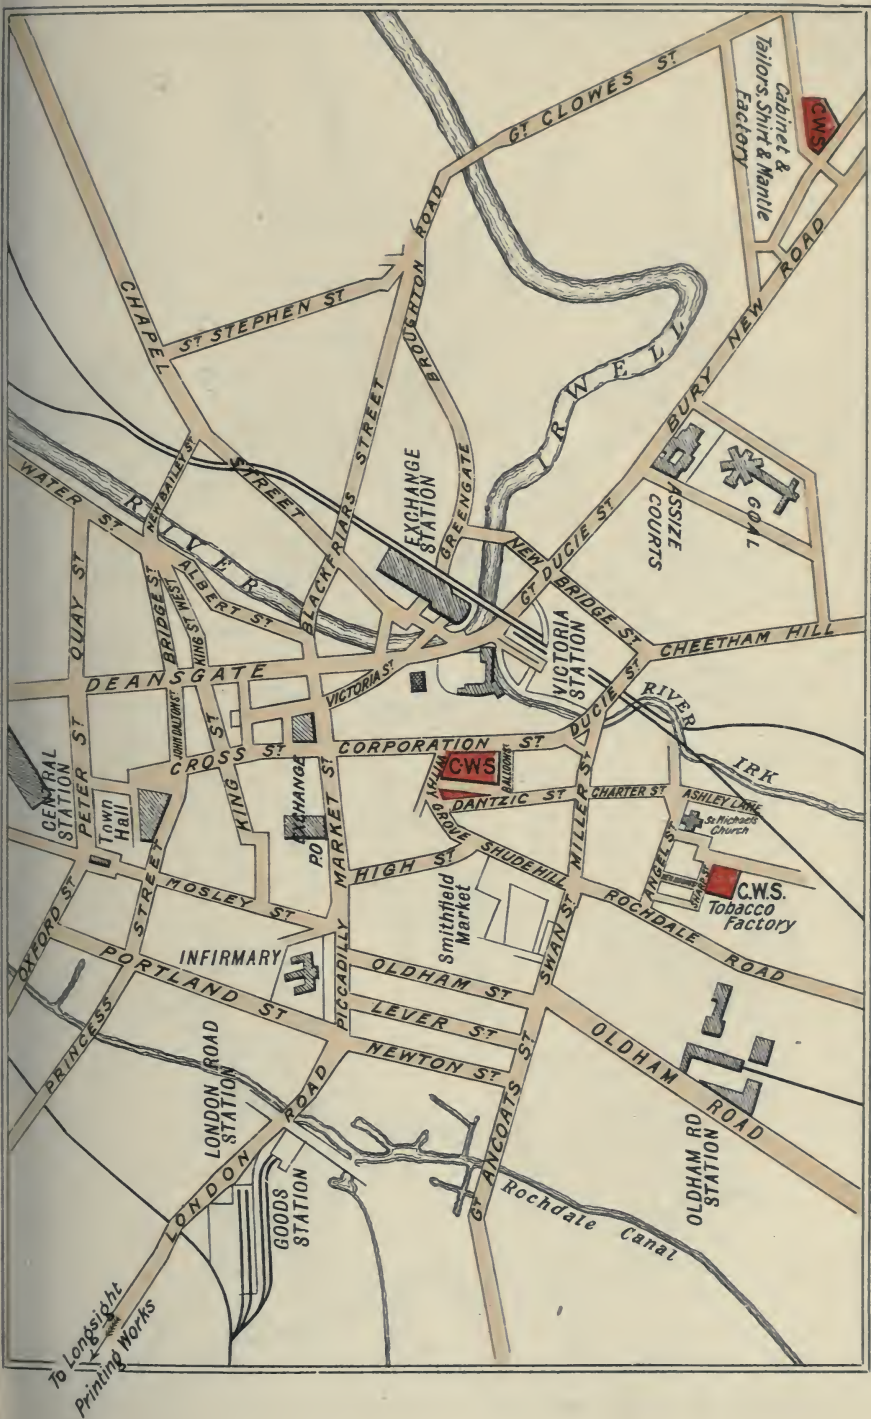 GT CLOWES ST
Cabinet &
Tailors, Shirt & Mantle
Factory
C.W.S
BURY NEW ROAD
BROUGHTON ROAD
CHAPEL STREET
ST STEPHEN ST
BLACKFRIARS STREET
GREENGATE
EXCHANGE
STATION
IRWELL
RIVER
ASSIZE
COURTS
GOAL
NEW BRIDGE ST
GT DUCIE ST
CHEETHAM HILL
VICTORIA
STATION
DUCIE ST
RIVER IRK
WATER ST
NEW BAILEY ST
QUAY ST
BRIDGE ST
KING ST WEST
ALBERT ST
DEANSGATE
VICTORIA ST
JOHN DALTON ST
KING ST
CROSS ST
CORPORATION ST
C.W.S
WITHY GROVE
BALLOON ST
DANTZIC ST
CHARTER ST
ASHLEY LANE
St Michaels
Church
ANGEL ST
SHARP ST
C.W.S.
Tobacco
Factory
MILLER ST
CENTRAL
STATION
PETER ST
Town
Hall
EXCHANGE
P.O
MARKET ST
HIGH ST
SHUDEHILL
Smithfield
Market
SWAN ST
ROCHDALE ROAD
MOSLEY ST
OXFORD ST
PRINCESS STREET
PORTLAND ST
INFIRMARY
PICCADILLY
OLDHAM ST
LEVER ST
NEWTON ST
OLDHAM ROAD
OLDHAM RD
STATION
GT ANCOATS ST
Rochdale Canal
LONDON ROAD
STATION
LONDON ROAD
GOODS
STATION
To Longsight
Printing Works